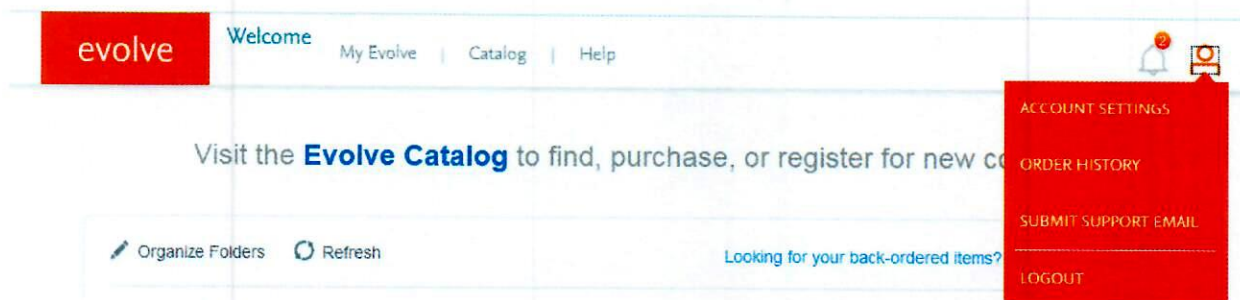 evolve
Welcome
My Evolve | Catalog | Help
2
ACCOUNT SETTINGS
Visit the Evolve Catalog to find, purchase, or register for new co
ORDER HISTORY
SUBMIT SUPPORT EMAIL
Organize Folders Refresh
Looking for your back-ordered items?
LOGOUT